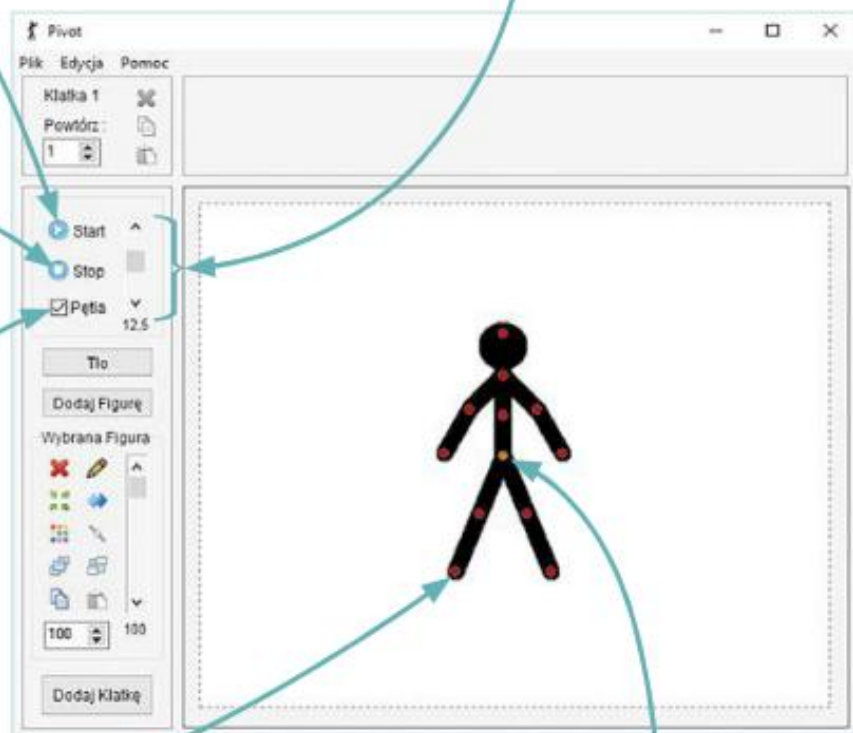 Pivot
Plik Edycja Pomoc
Klatka 1
Powtórz :
1
Start
Stop
Pętla
12.5
Tło
Dodaj Figurę
Wybrana Figura
100
100
Dodaj Klatkę